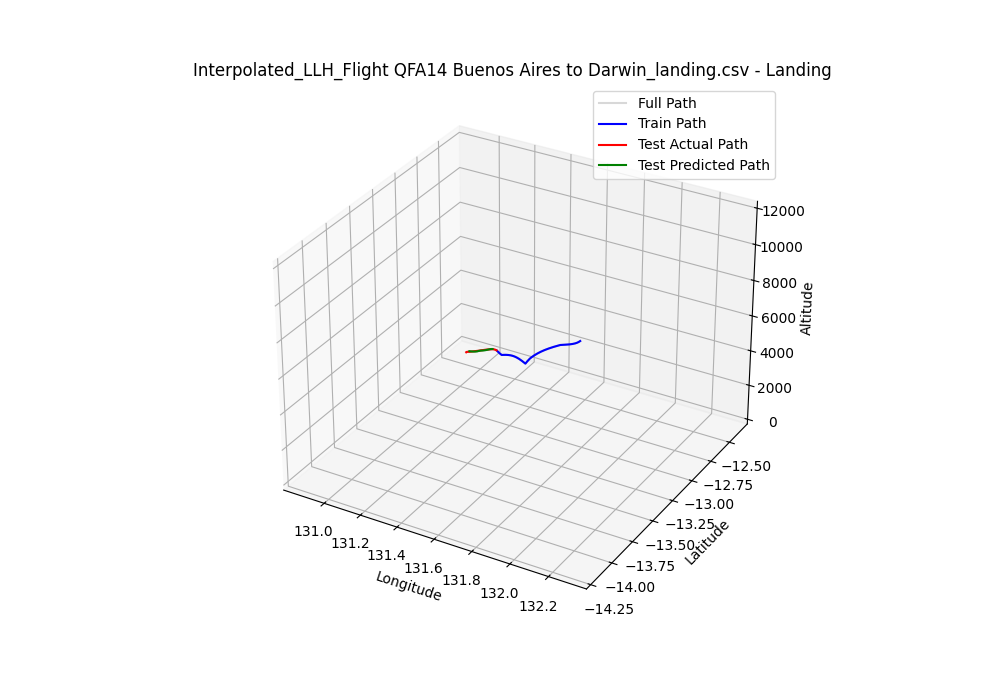 Interpolated_LLH_Flight QFA14 Buenos Aires to Darwin_landing.csv - Landing
Full Path
Train Path
Test Actual Path
Test Predicted Path
12000
10000
8000
6000
4000
2000
0
Altitude
−12.50
−12.75
−13.00
−13.25
−13.50
−13.75
−14.00
−14.25
Latitude
131.0
131.2
131.4
131.6
131.8
132.0
132.2
Longitude